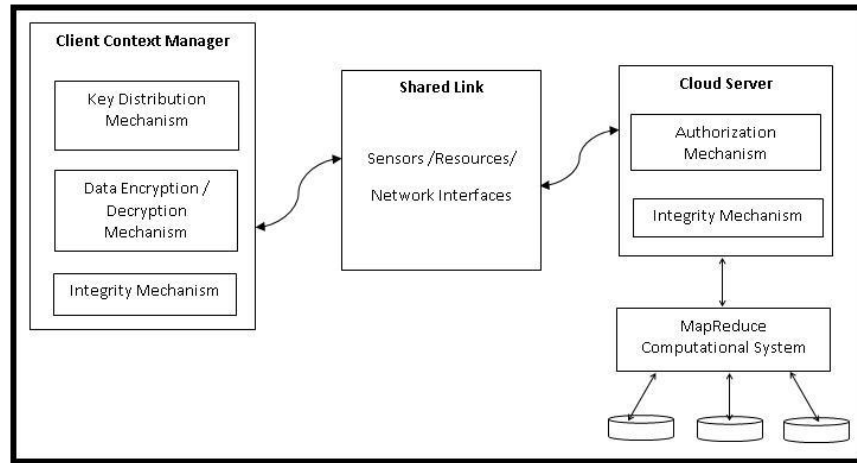 Client Context Manager
Key Distribution
Mechanism
Data Encryption /
Decryption
Mechanism
Integrity Mechanism
Shared Link
Sensors /Resources/
Network Interfaces
Cloud Server
Authorization
Mechanism
Integrity Mechanism
MapReduce
Computational System